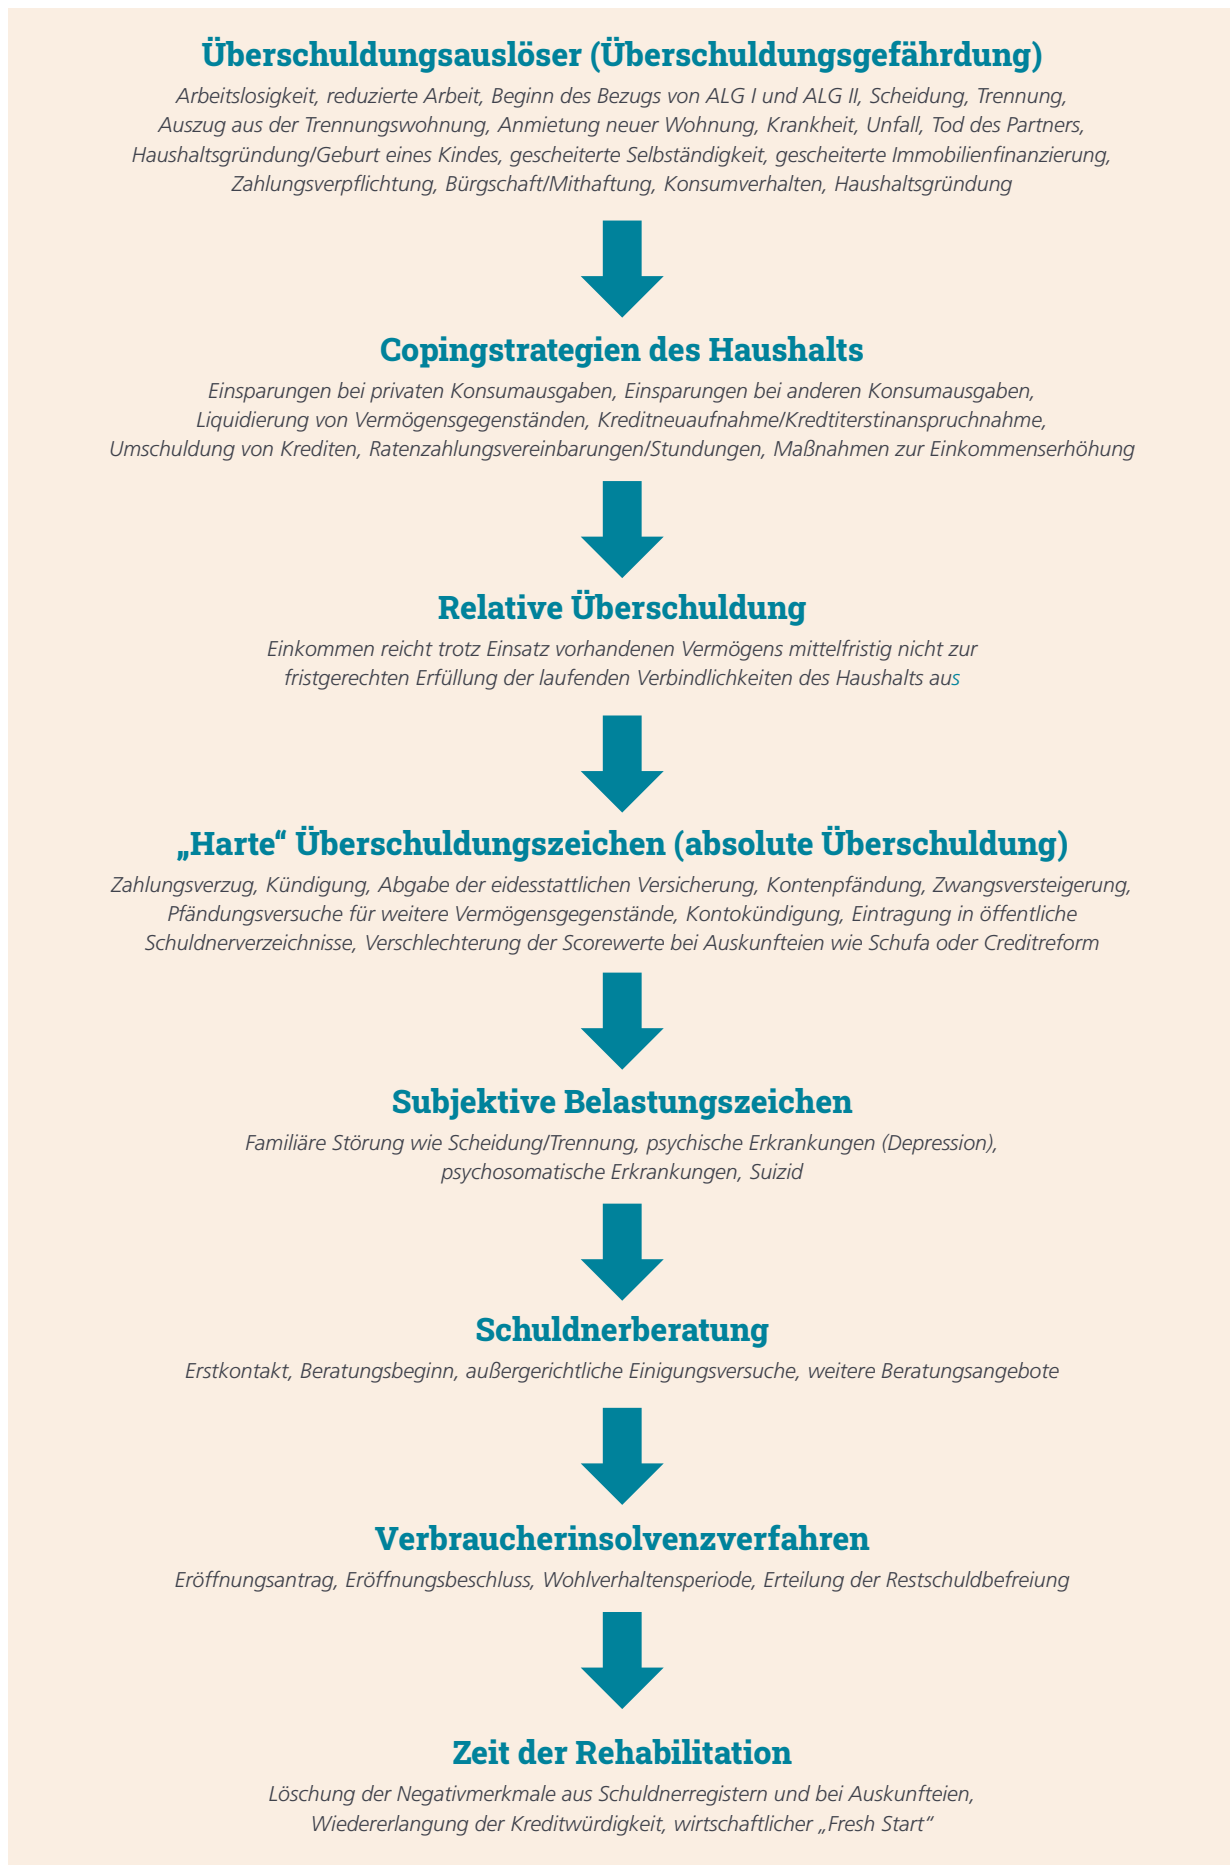 Überschuldungsauslöser (Überschuldungsgefährdung)
Arbeitslosigkeit, reduzierte Arbeit, Beginn des Bezugs von ALG I und ALG II, Scheidung, Trennung,
Auszug aus der Trennungswohnung, Anmietung neuer Wohnung, Krankheit, Unfall, Tod des Partners,
Haushaltsgründung/Geburt eines Kindes, gescheiterte Selbständigkeit, gescheiterte Immobilienfinanzierung,
Zahlungsverpflichtung, Bürgschaft/Mithaftung, Konsumverhalten, Haushaltsgründung
Copingstrategien des Haushalts
Einsparungen bei privaten Konsumausgaben, Einsparungen bei anderen Konsumausgaben,
Liquidierung von Vermögensgegenständen, Kreditneuaufnahme/Kredtiterstinanspruchnahme,
Umschuldung von Krediten, Ratenzahlungsvereinbarungen/Stundungen, Maßnahmen zur Einkommenserhöhung
Relative Überschuldung
Einkommen reicht trotz Einsatz vorhandenen Vermögens mittelfristig nicht zur
fristgerechten Erfüllung der laufenden Verbindlichkeiten des Haushalts aus
„Harte“ Überschuldungszeichen (absolute Überschuldung)
Zahlungsverzug, Kündigung, Abgabe der eidesstattlichen Versicherung, Kontenpfändung, Zwangsversteigerung,
Pfändungsversuche für weitere Vermögensgegenstände, Kontokündigung, Eintragung in öffentliche
Schuldnerverzeichnisse, Verschlechterung der Scorewerte bei Auskunfteien wie Schufa oder Creditreform
Subjektive Belastungszeichen
Familiäre Störung wie Scheidung/Trennung, psychische Erkrankungen (Depression),
psychosomatische Erkrankungen, Suizid
Schuldnerberatung
Erstkontakt, Beratungsbeginn, außergerichtliche Einigungsversuche, weitere Beratungsangebote
Verbraucherinsolvenzverfahren
Eröffnungsantrag, Eröffnungsbeschluss, Wohlverhaltensperiode, Erteilung der Restschuldbefreiung
Zeit der Rehabilitation
Löschung der Negativmerkmale aus Schuldnerregistern und bei Auskunfteien,
Wiedererlangung der Kreditwürdigkeit, wirtschaftlicher „Fresh Start“